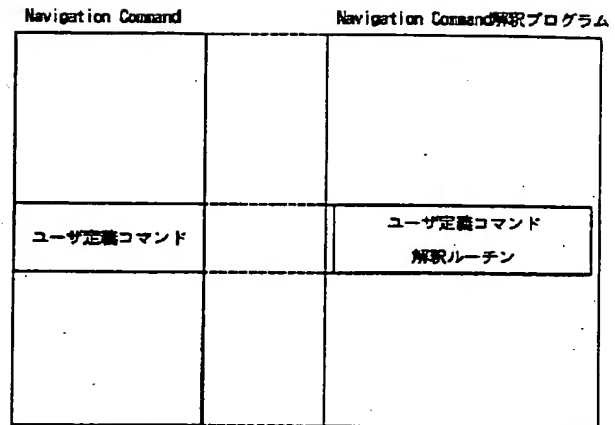 Navigation Command
Navigation Command解釈プログラム
ユーザ定義コマンド
ユーザ定義コマンド
解釈ルーチン